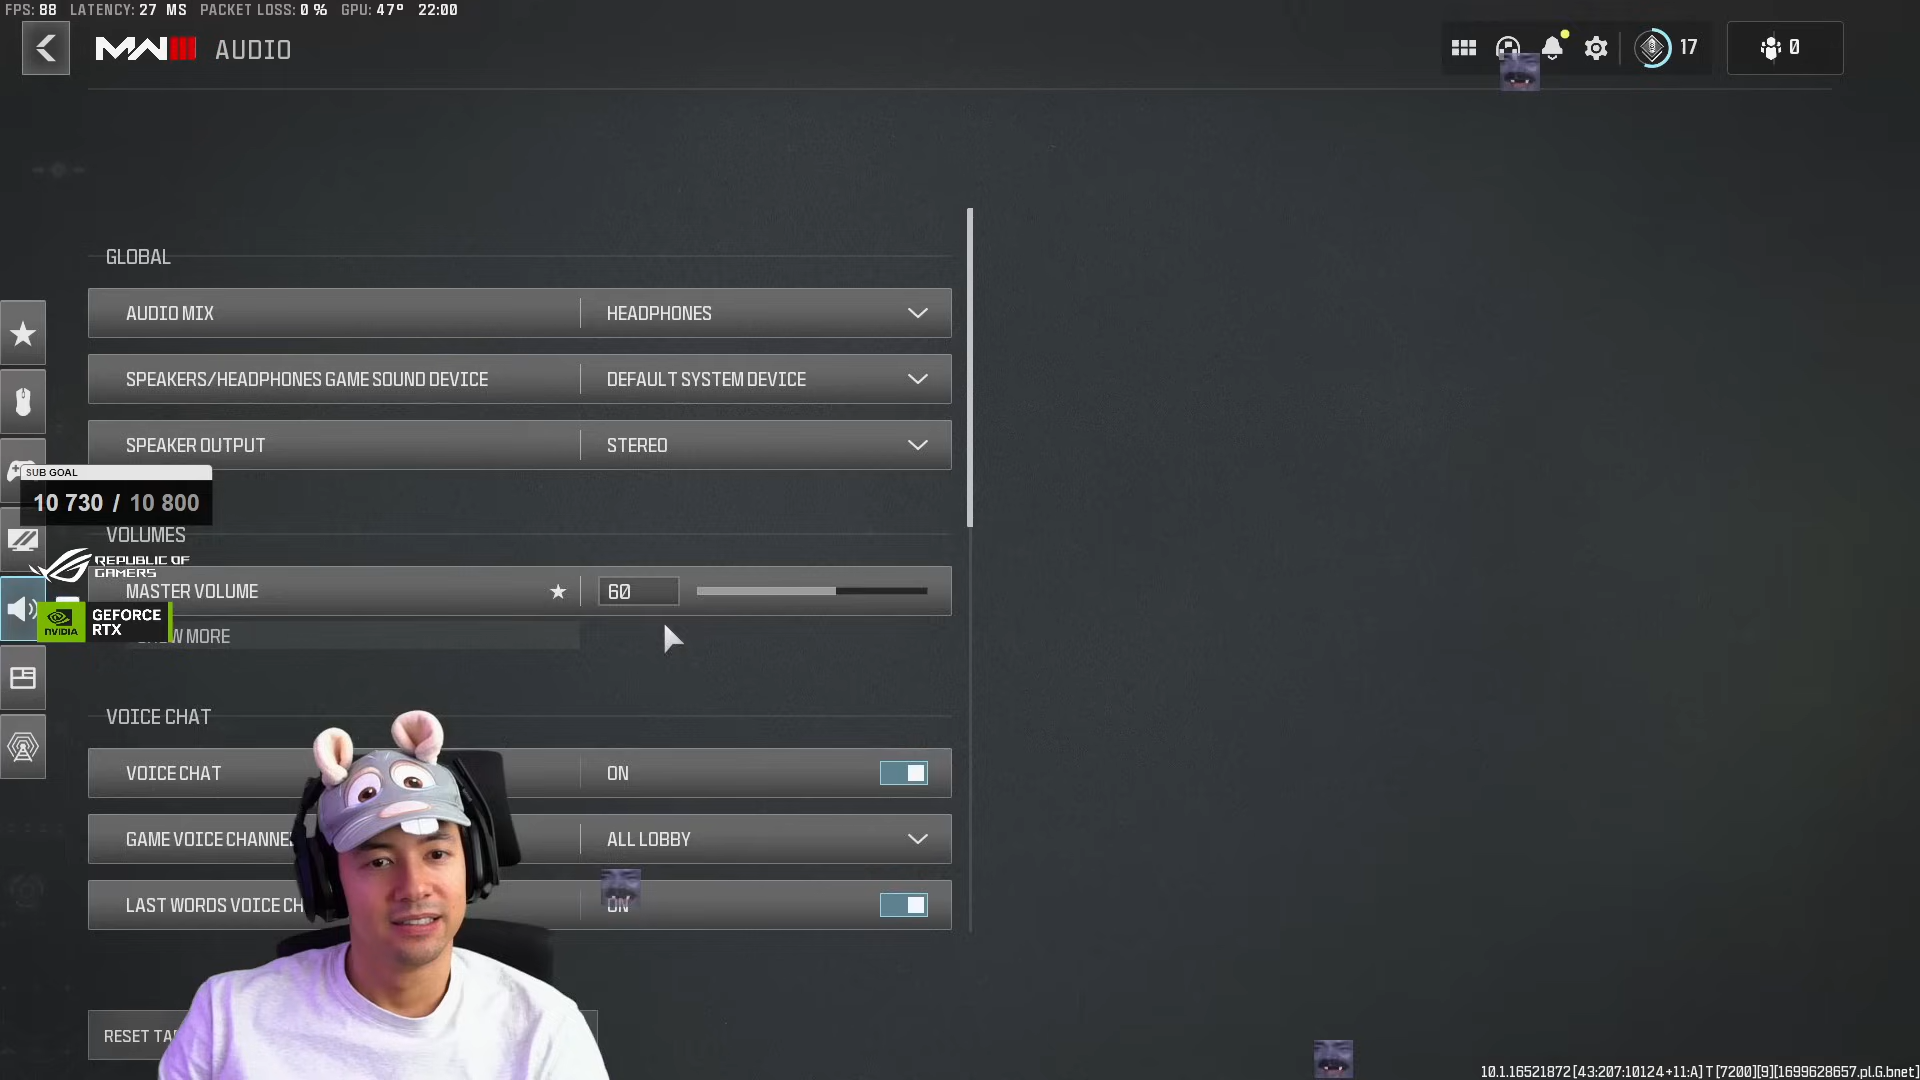 FPS: 88 LATENCY: 27 MS PACKET LOSS: 0 % GPU: 47° 22:00
MWIII AUDIO
17
0
GLOBAL
AUDIO MIX HEADPHONES
SPEAKERS/HEADPHONES GAME SOUND DEVICE DEFAULT SYSTEM DEVICE
SPEAKER OUTPUT STEREO
SUB GOAL
10 730 / 10 800
VOLUMES
REPUBLIC OF
GAMERS
MASTER VOLUME 60
NVIDIA
GEFORCE
RTX
MORE
VOICE CHAT
VOICE CHAT ON
GAME VOICE ALL LOBBY
LAST WORDS VOICE ON
RESET
10.1.16521872 [43:207:10124+11:A] T [7200][9][1699628657.pl.G.bnet]